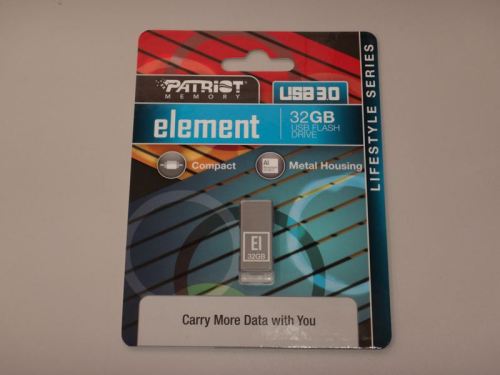 PATRIOT
MEMORY
USB 3.0
element
32GB
USB FLASH
DRIVE
Compact
AI
Metal Housing
LIFESTYLE SERIES
El
32GB
Carry More Data with You